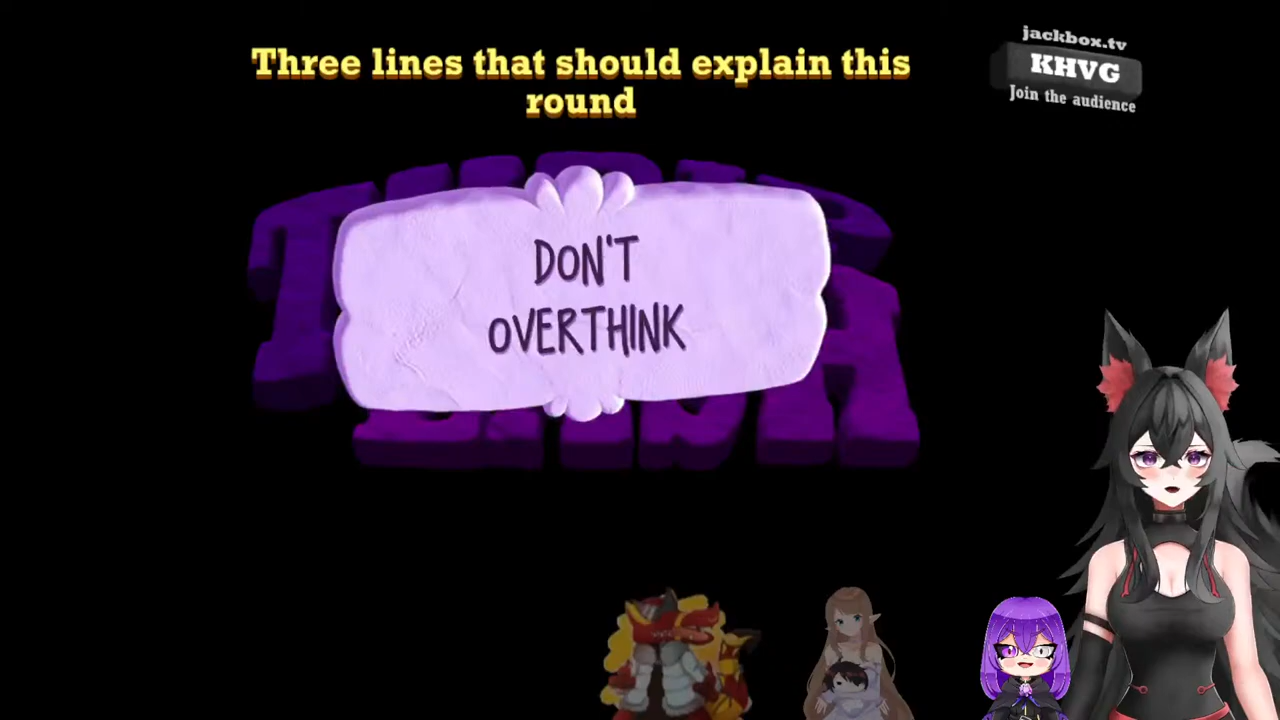 Three lines that should explain this
round
jackbox.tv
KHVG
Join the audience
DON'T
OVERTHINK